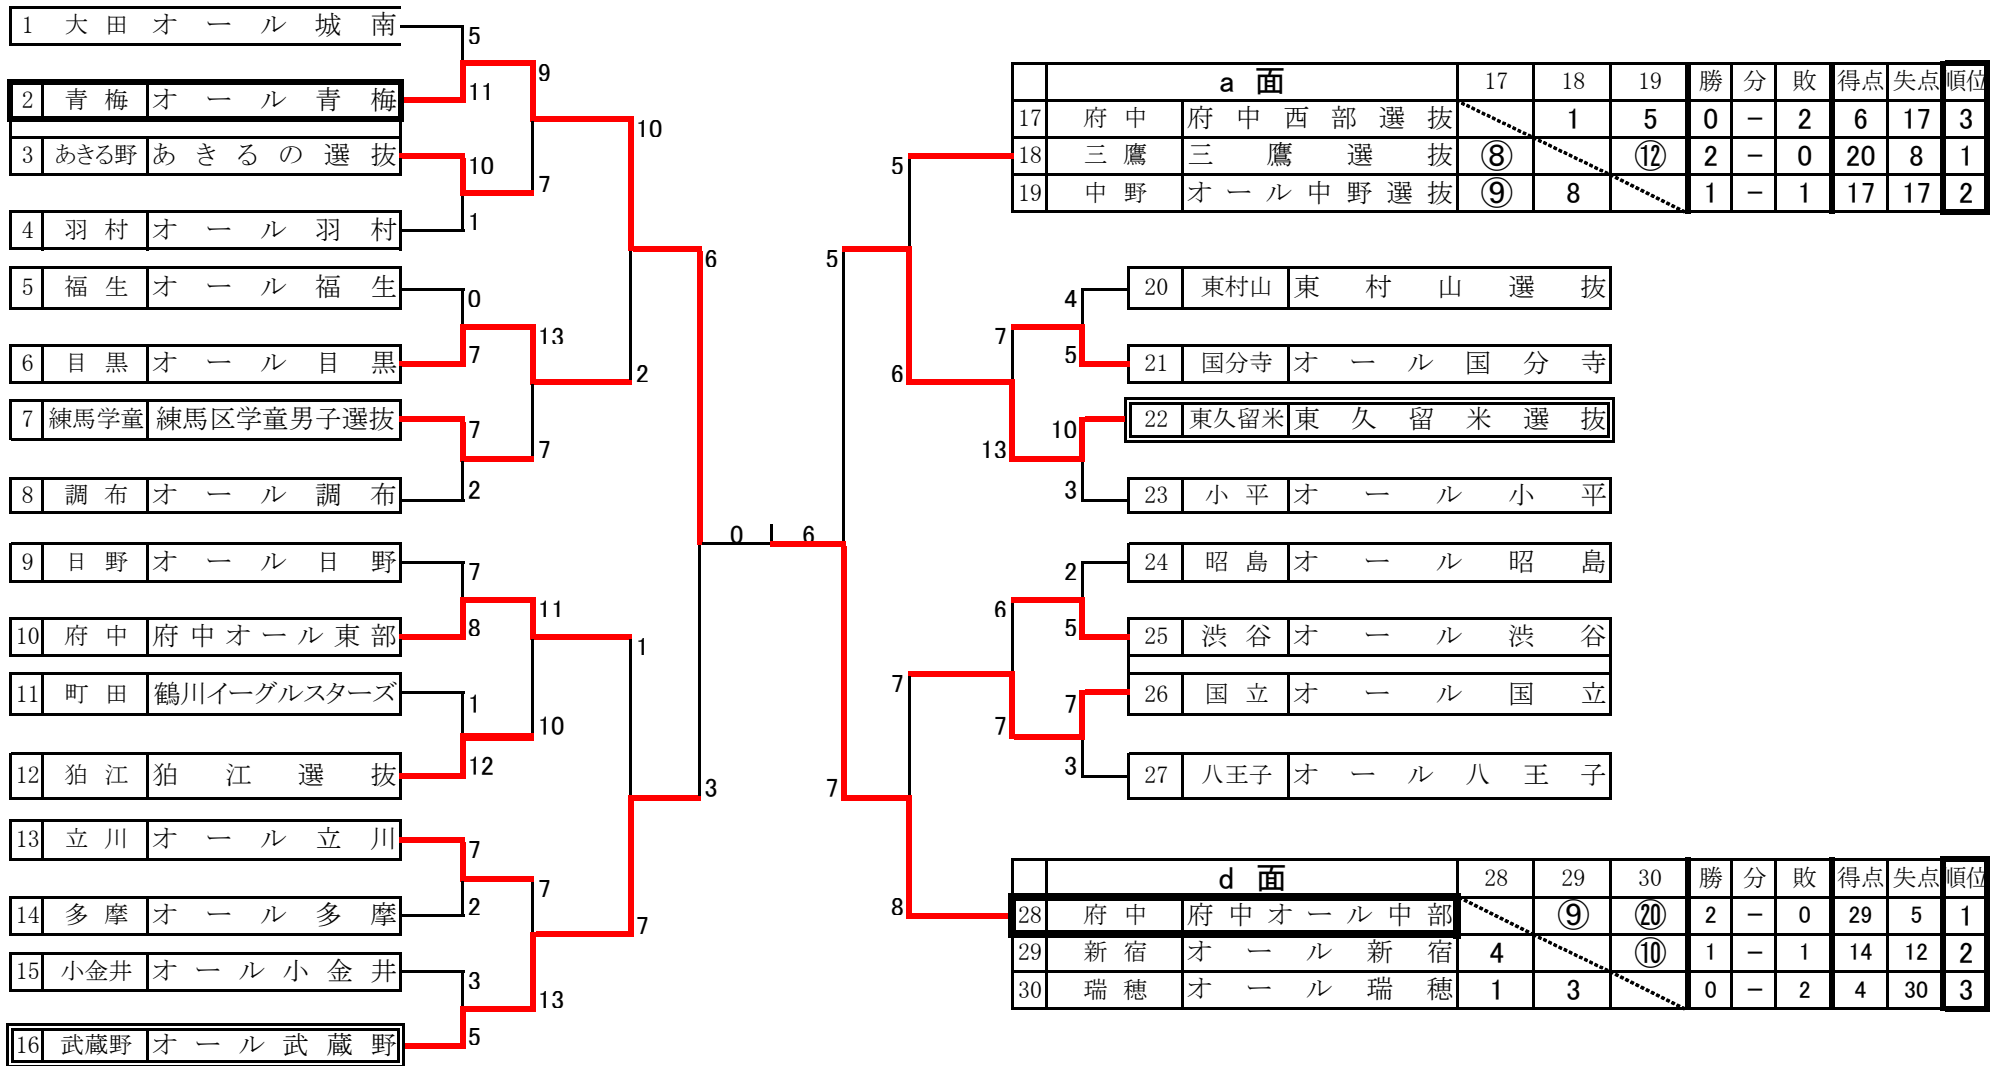 1 大田 オール城南
5
9
2 青梅 オール青梅
11
10
3 あきる野 あきるの選抜
10
7
4 羽村 オール羽村
1
6
5 福生 オール福生
0
13
6 目黒 オール目黒
7
2
7 練馬学童 練馬区学童男子選抜
7
7
8 調布 オール調布
2
0
6
9 日野 オール日野
7
11
10 府中 府中オール東部
8
1
11 町田 鶴川イーグルスターズ
1
10
12 狛江 狛江選抜
12
3
13 立川 オール立川
7
7
14 多摩 オール多摩
2
7
15 小金井 オール小金井
3
13
16 武蔵野 オール武蔵野
5
a 面 17 18 19 勝 分 敗 得点 失点 順位
17 府中 府中西部選抜 1 5 0 － 2 6 17 3
18 三鷹 三鷹選抜 ⑧ ⑫ 2 － 0 20 8 1
19 中野 オール中野選抜 ⑨ 8 1 － 1 17 17 2
5
5
20 東村山 東村山選抜
4
7
21 国分寺 オール国分寺
5
6
22 東久留米 東久留米選抜
10
13
23 小平 オール小平
3
24 昭島 オール昭島
2
6
25 渋谷 オール渋谷
5
7
26 国立 オール国立
7
7
27 八王子 オール八王子
3
7
8
d 面 28 29 30 勝 分 敗 得点 失点 順位
28 府中 府中オール中部 ⑨ ⑳ 2 － 0 29 5 1
29 新宿 オール新宿 4 ⑩ 1 － 1 14 12 2
30 瑞穂 オール瑞穂 1 3 0 － 2 4 30 3